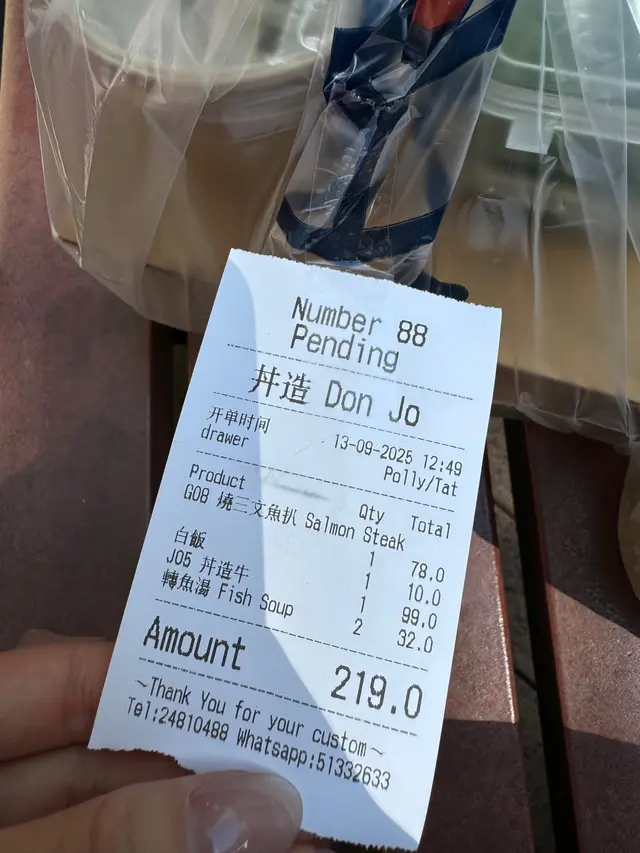 Number 88
Pending
丼造 Don Jo
开单时间 13-09-2025 12:49
drawer Polly/Tat
Product Qty Total
G08 燒三文魚扒 Salmon Steak
1 78.0
白飯 1 10.0
J05 丼造牛 1 99.0
轉魚湯 Fish Soup 2 32.0
Amount 219.0
~Thank You for your custom~
Tel:24810488 Whatsapp:51332633